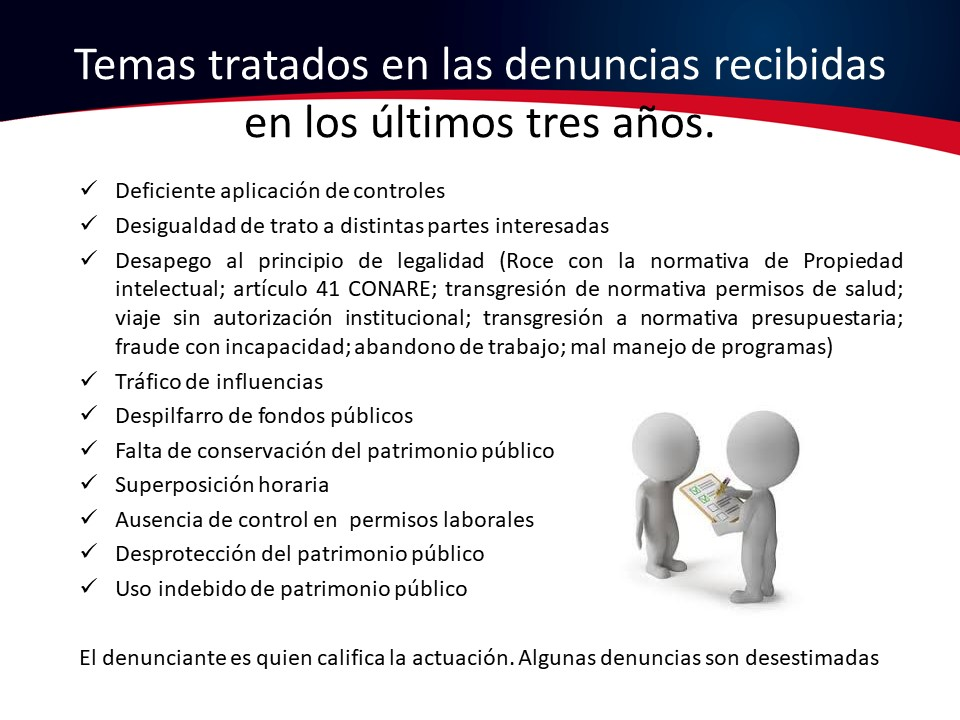 Temas tratados en las denuncias recibidas
en los últimos tres años.
✓ Deficiente aplicación de controles
✓ Desigualdad de trato a distintas partes interesadas
✓ Desapego al principio de legalidad (Roce con la normativa de Propiedad
intelectual; artículo 41 CONARE; transgresión de normativa permisos de salud;
viaje sin autorización institucional; transgresión a normativa presupuestaria;
fraude con incapacidad; abandono de trabajo; mal manejo de programas)
✓ Tráfico de influencias
✓ Despilfarro de fondos públicos
✓ Falta de conservación del patrimonio público
✓ Superposición horaria
✓ Ausencia de control en permisos laborales
✓ Desprotección del patrimonio público
✓ Uso indebido de patrimonio público
El denunciante es quien califica la actuación. Algunas denuncias son desestimadas